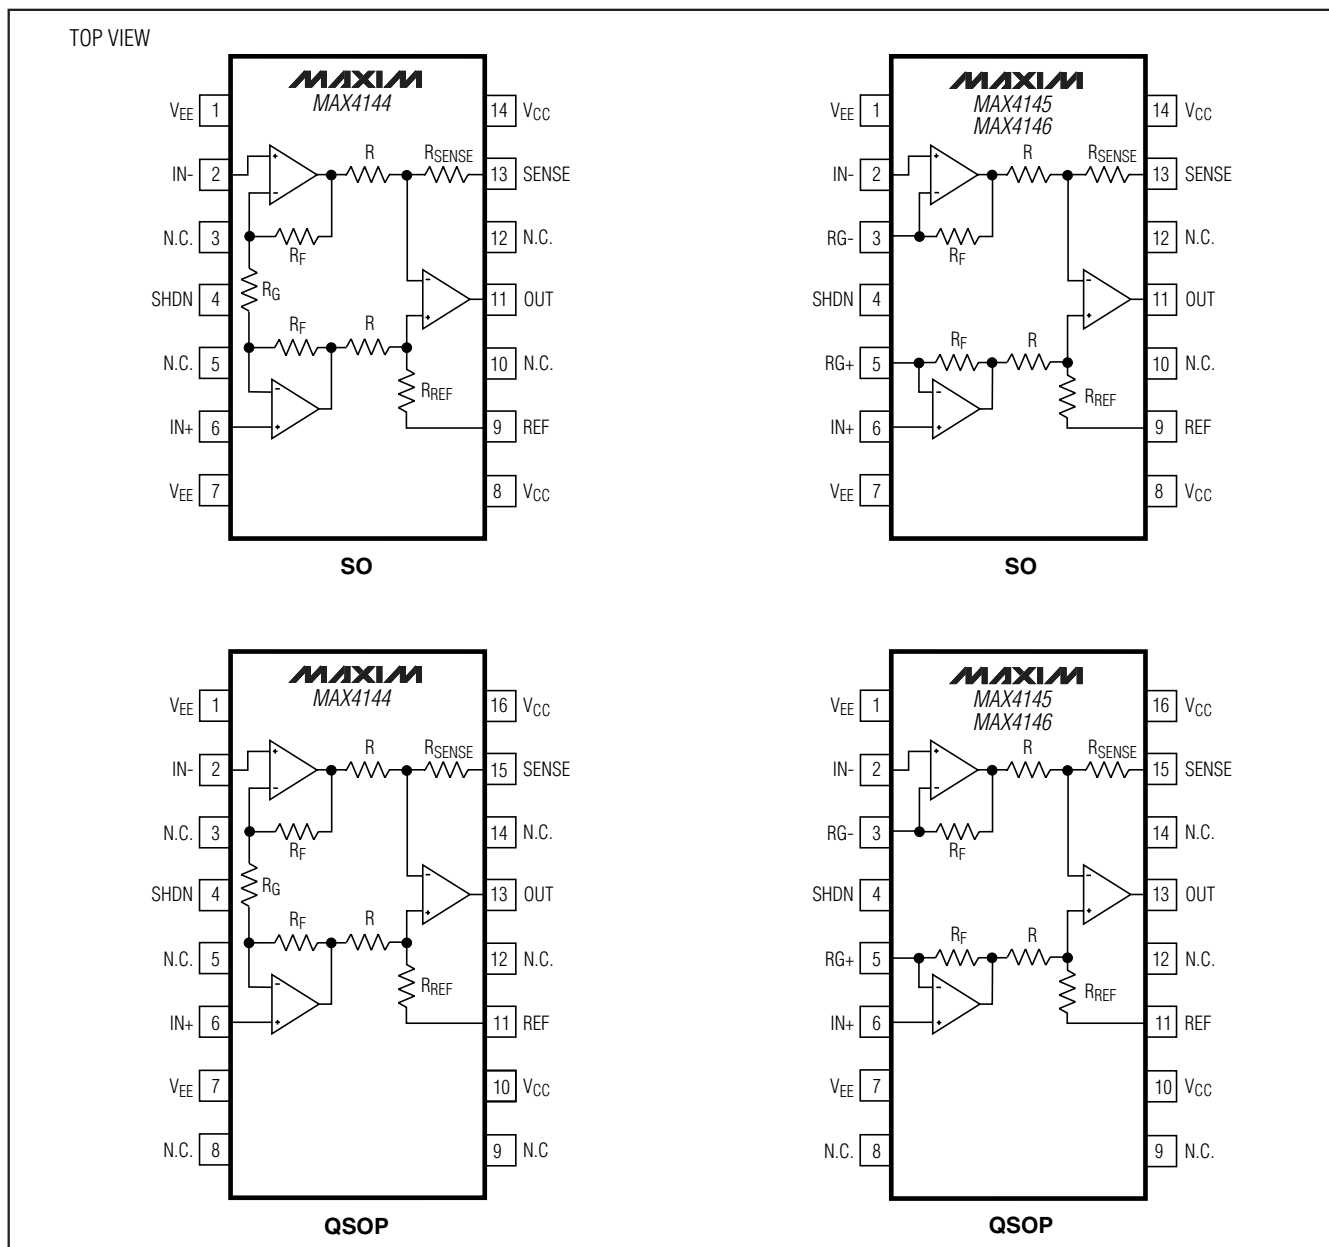 TOP VIEW
MAXIM
MAX4144
VEE 1
14 VCC
R
RSENSE
IN- 2
13 SENSE
N.C. 3
12 N.C.
RF
RG
SHDN 4
11 OUT
RF
R
N.C. 5
10 N.C.
RREF
IN+ 6
9 REF
VEE 7
8 VCC
SO
MAXIM
MAX4145
MAX4146
VEE 1
14 VCC
R
RSENSE
IN- 2
13 SENSE
RG- 3
12 N.C.
RF
SHDN 4
11 OUT
RF
R
RG+ 5
10 N.C.
RREF
IN+ 6
9 REF
VEE 7
8 VCC
SO
MAXIM
MAX4144
VEE 1
16 VCC
R
RSENSE
IN- 2
15 SENSE
N.C. 3
14 N.C.
RF
RG
SHDN 4
13 OUT
RF
R
N.C. 5
12 N.C.
RREF
IN+ 6
11 REF
VEE 7
10 VCC
N.C. 8
9 N.C
QSOP
MAXIM
MAX4145
MAX4146
VEE 1
16 VCC
R
RSENSE
IN- 2
15 SENSE
RG- 3
14 N.C.
RF
SHDN 4
13 OUT
RF
R
RG+ 5
12 N.C.
RREF
IN+ 6
11 REF
VEE 7
10 VCC
N.C. 8
9 N.C.
QSOP